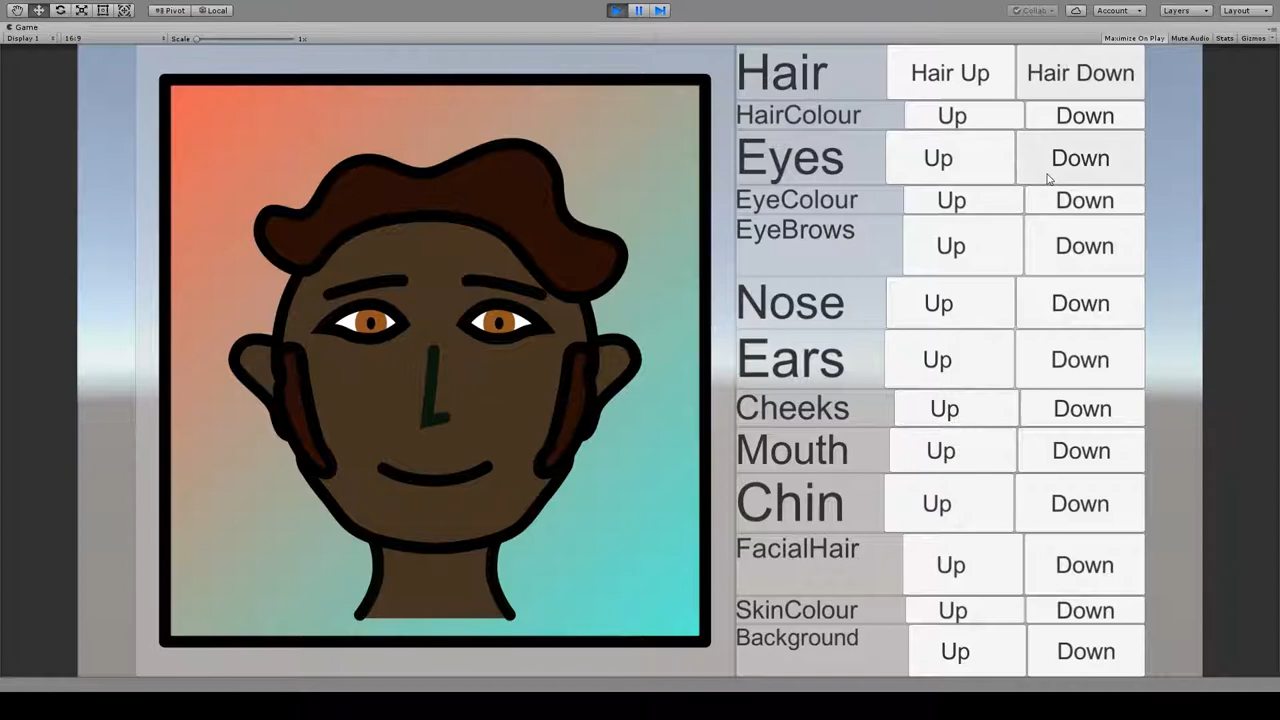 Pivot Local Collab Account Layers Layout
Game
Display 1 16:9 Scale 1x Maximize On Play Mute Audio Stats Gizmos
Hair Hair Up Hair Down
HairColour Up Down
Eyes Up Down
EyeColour Up Down
EyeBrows Up Down
Nose Up Down
Ears Up Down
Cheeks Up Down
Mouth Up Down
Chin Up Down
FacialHair Up Down
SkinColour Up Down
Background Up Down